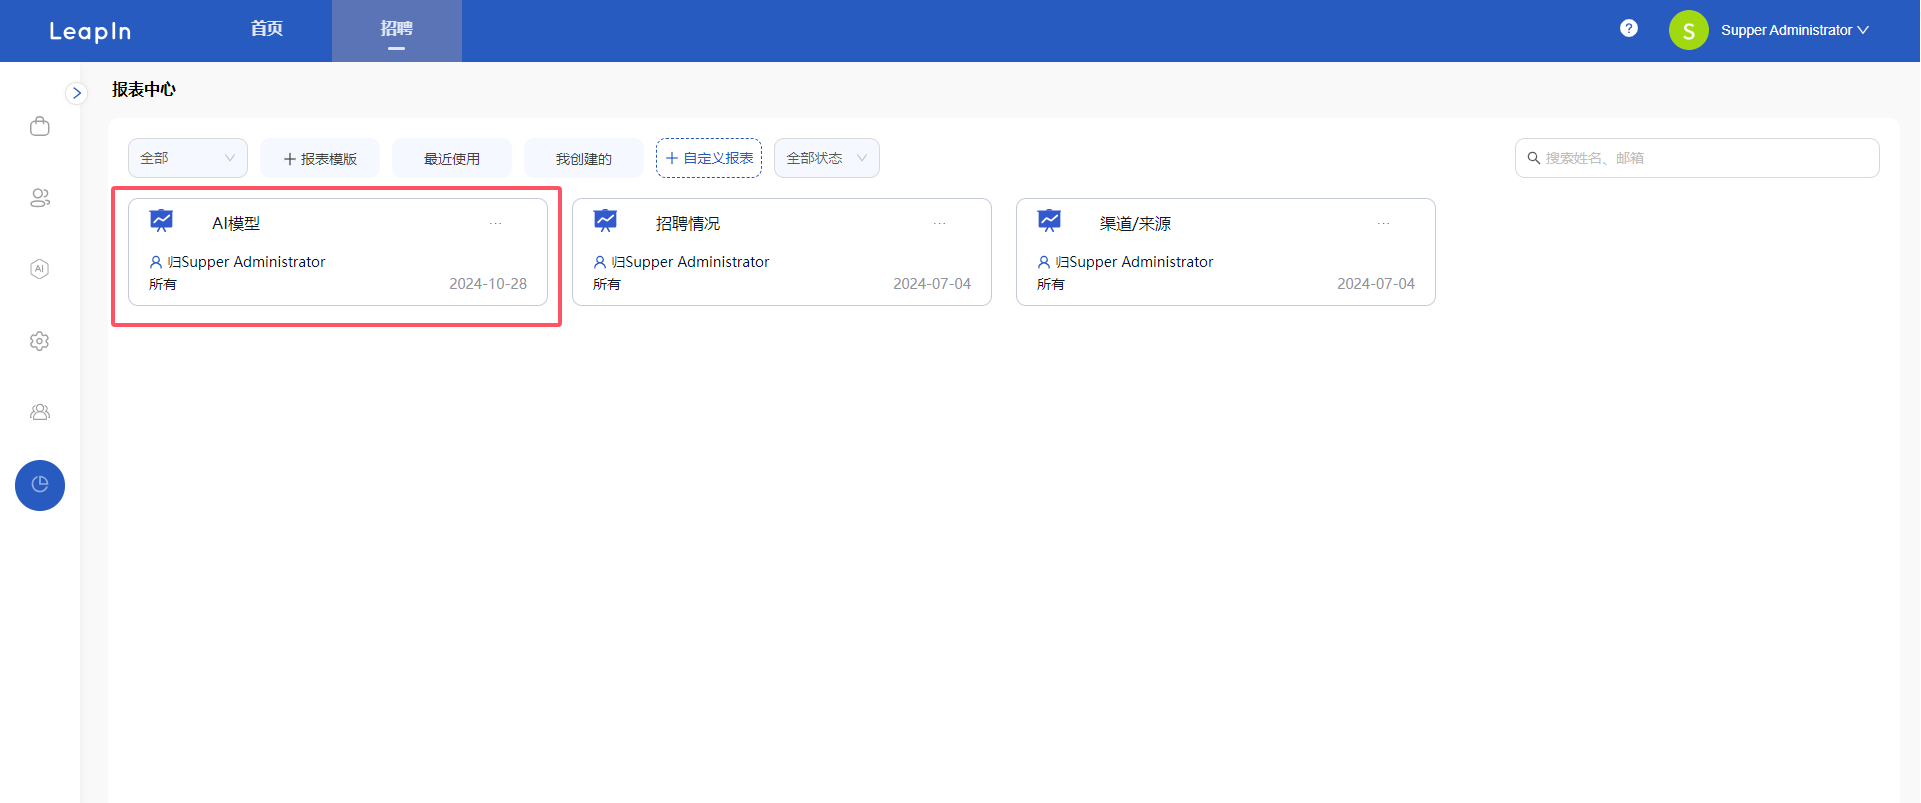 LeapIn
首页
招聘
?
S
Supper Administrator
报表中心
全部
报表模版
最近使用
我创建的
自定义报表
全部状态
搜索姓名、邮箱
AI模型
...
归Supper Administrator
所有
2024-10-28
招聘情况
...
归Supper Administrator
所有
2024-07-04
渠道/来源
...
归Supper Administrator
所有
2024-07-04
AI